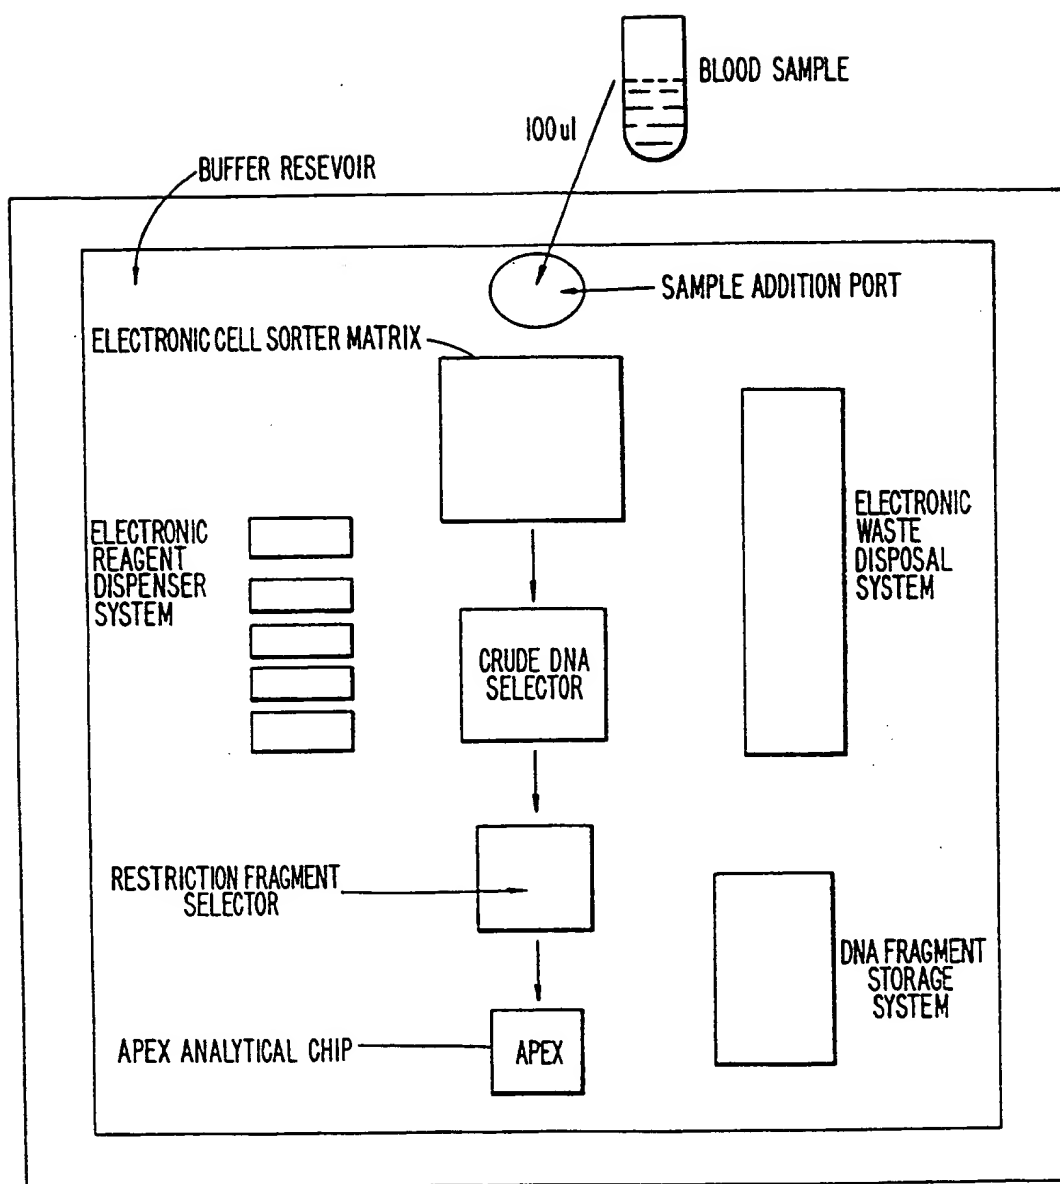 BLOOD SAMPLE
100ul
BUFFER RESEVOIR
SAMPLE ADDITION PORT
ELECTRONIC CELL SORTER MATRIX
ELECTRONIC
REAGENT
DISPENSER
SYSTEM
ELECTRONIC
WASTE
DISPOSAL
SYSTEM
CRUDE DNA
SELECTOR
RESTRICTION FRAGMENT
SELECTOR
DNA FRAGMENT
STORAGE
SYSTEM
APEX ANALYTICAL CHIP
APEX